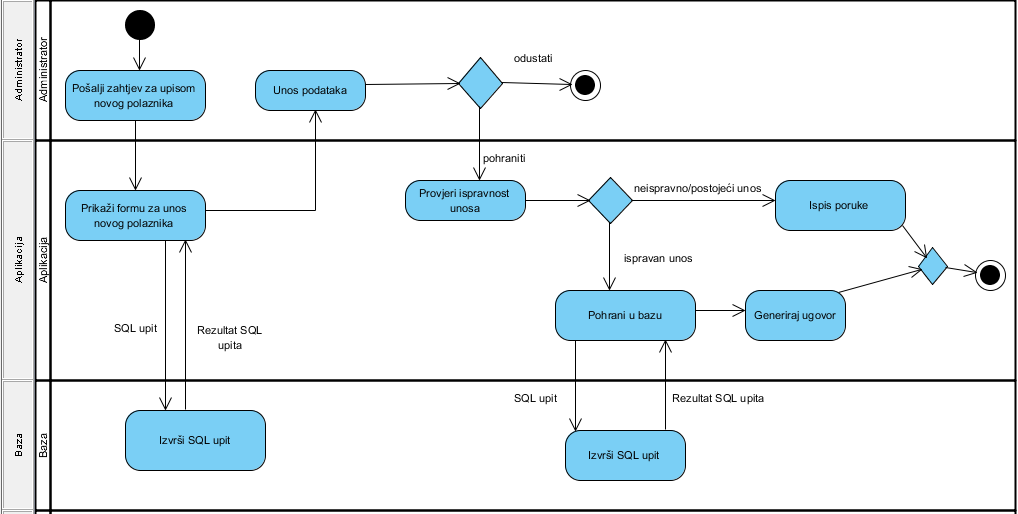 Administrator
Administrator
Pošalji zahtjev za upisom
novog polaznika
Unos podataka
odustati
pohraniti
Aplikacija
Aplikacija
Prikaži formu za unos
novog polaznika
Provjeri ispravnost
unosa
neispravno/postojeći unos
Ispis poruke
ispravan unos
Pohrani u bazu
Generiraj ugovor
SQL upit
Rezultat SQL
upita
Baza
Baza
Izvrši SQL upit
SQL upit
Rezultat SQL upita
Izvrši SQL upit